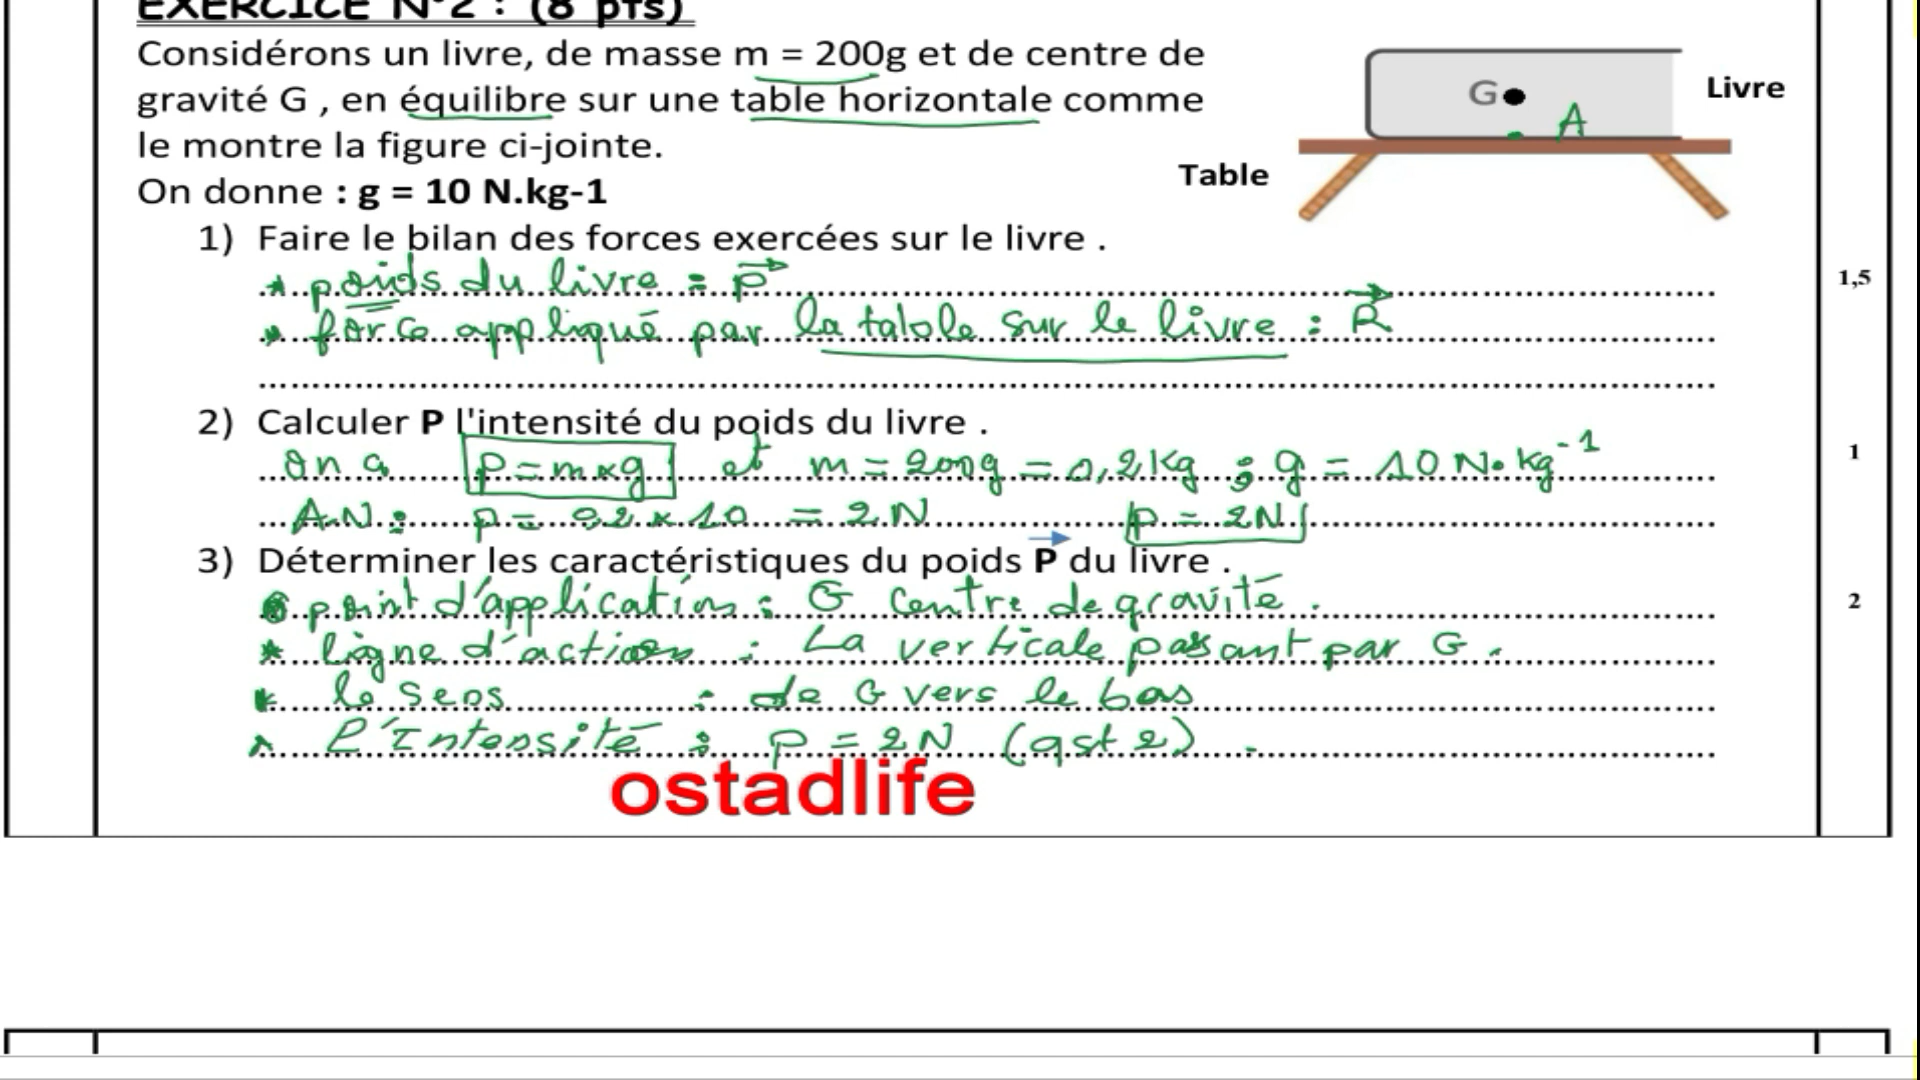 EXERCICE N°2 : (8 pts)
Considérons un livre, de masse m = 200g et de centre de
gravité G , en équilibre sur une table horizontale comme
le montre la figure ci-jointe.
On donne : g = 10 N.kg-1
G
A
Livre
Table
1) Faire le bilan des forces exercées sur le livre .
* poids du livre : P
* force appliqué par la table sur le livre : R
1,5
2) Calculer P l'intensité du poids du livre .
on a P = m x g et m = 200g = 0,2 Kg ; g = 10 N.kg-1
1
A.N : P = 0,2 x 10 = 2 N P = 2N
3) Déterminer les caractéristiques du poids P du livre .
* point d'application : G centre de gravité .
2
* ligne d'action : La verticale passant par G .
* le sens : de G vers le bas
* l'Intensité : P = 2N (qst 2) .
ostadlife